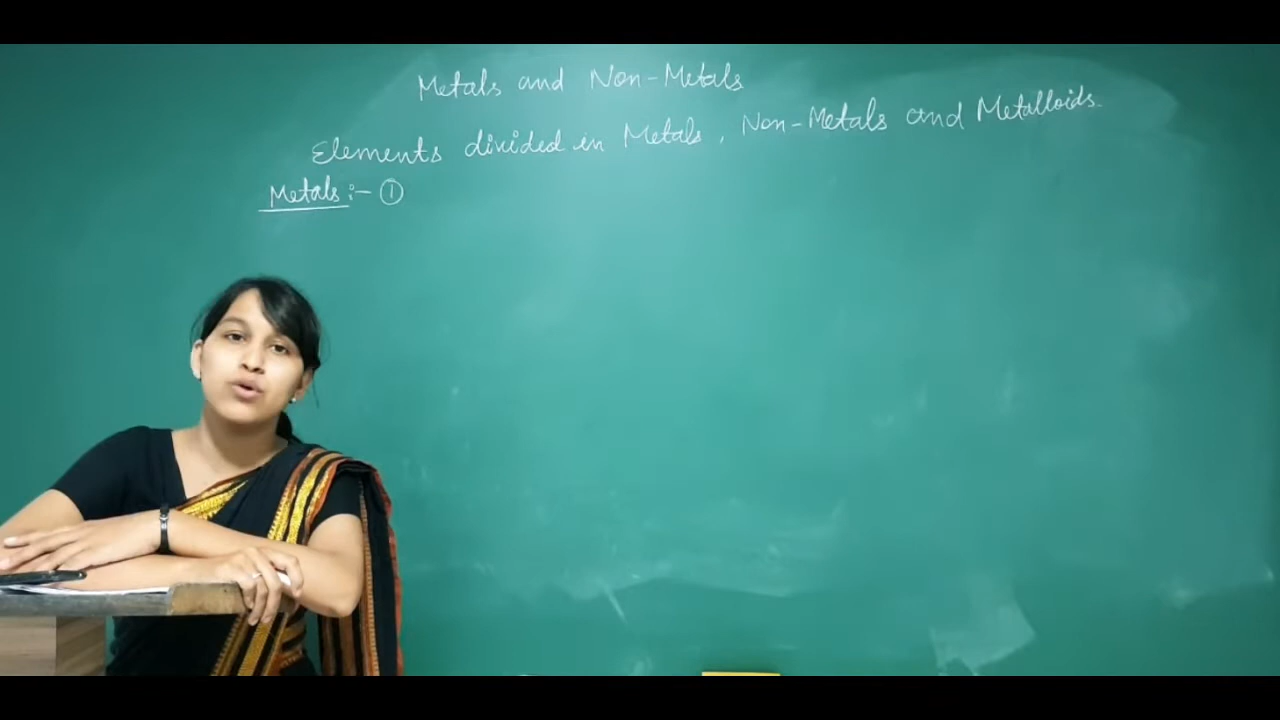 Metals and Non-Metals
Elements divided in Metals, Non-Metals and Metalloids.
Metals :- ①